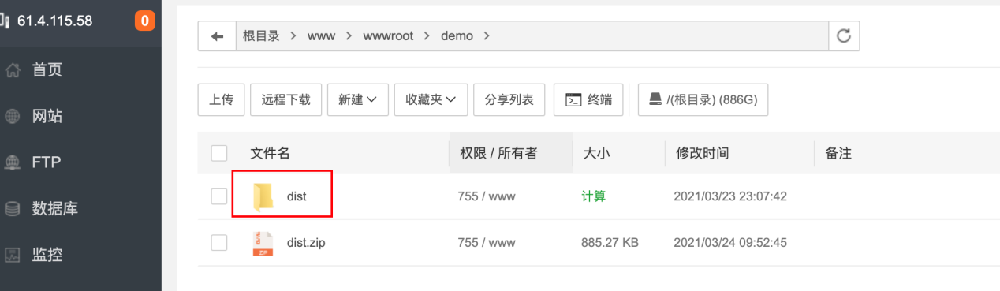 61.4.115.58 0
首页
网站
FTP
数据库
监控
根目录 > www > wwwroot > demo >
上传 远程下载 新建 收藏夹 分享列表 终端 /(根目录) (886G)
文件名 权限 / 所有者 大小 修改时间 备注
dist 755 / www 计算 2021/03/23 23:07:42
ZIP dist.zip 755 / www 885.27 KB 2021/03/24 09:52:45